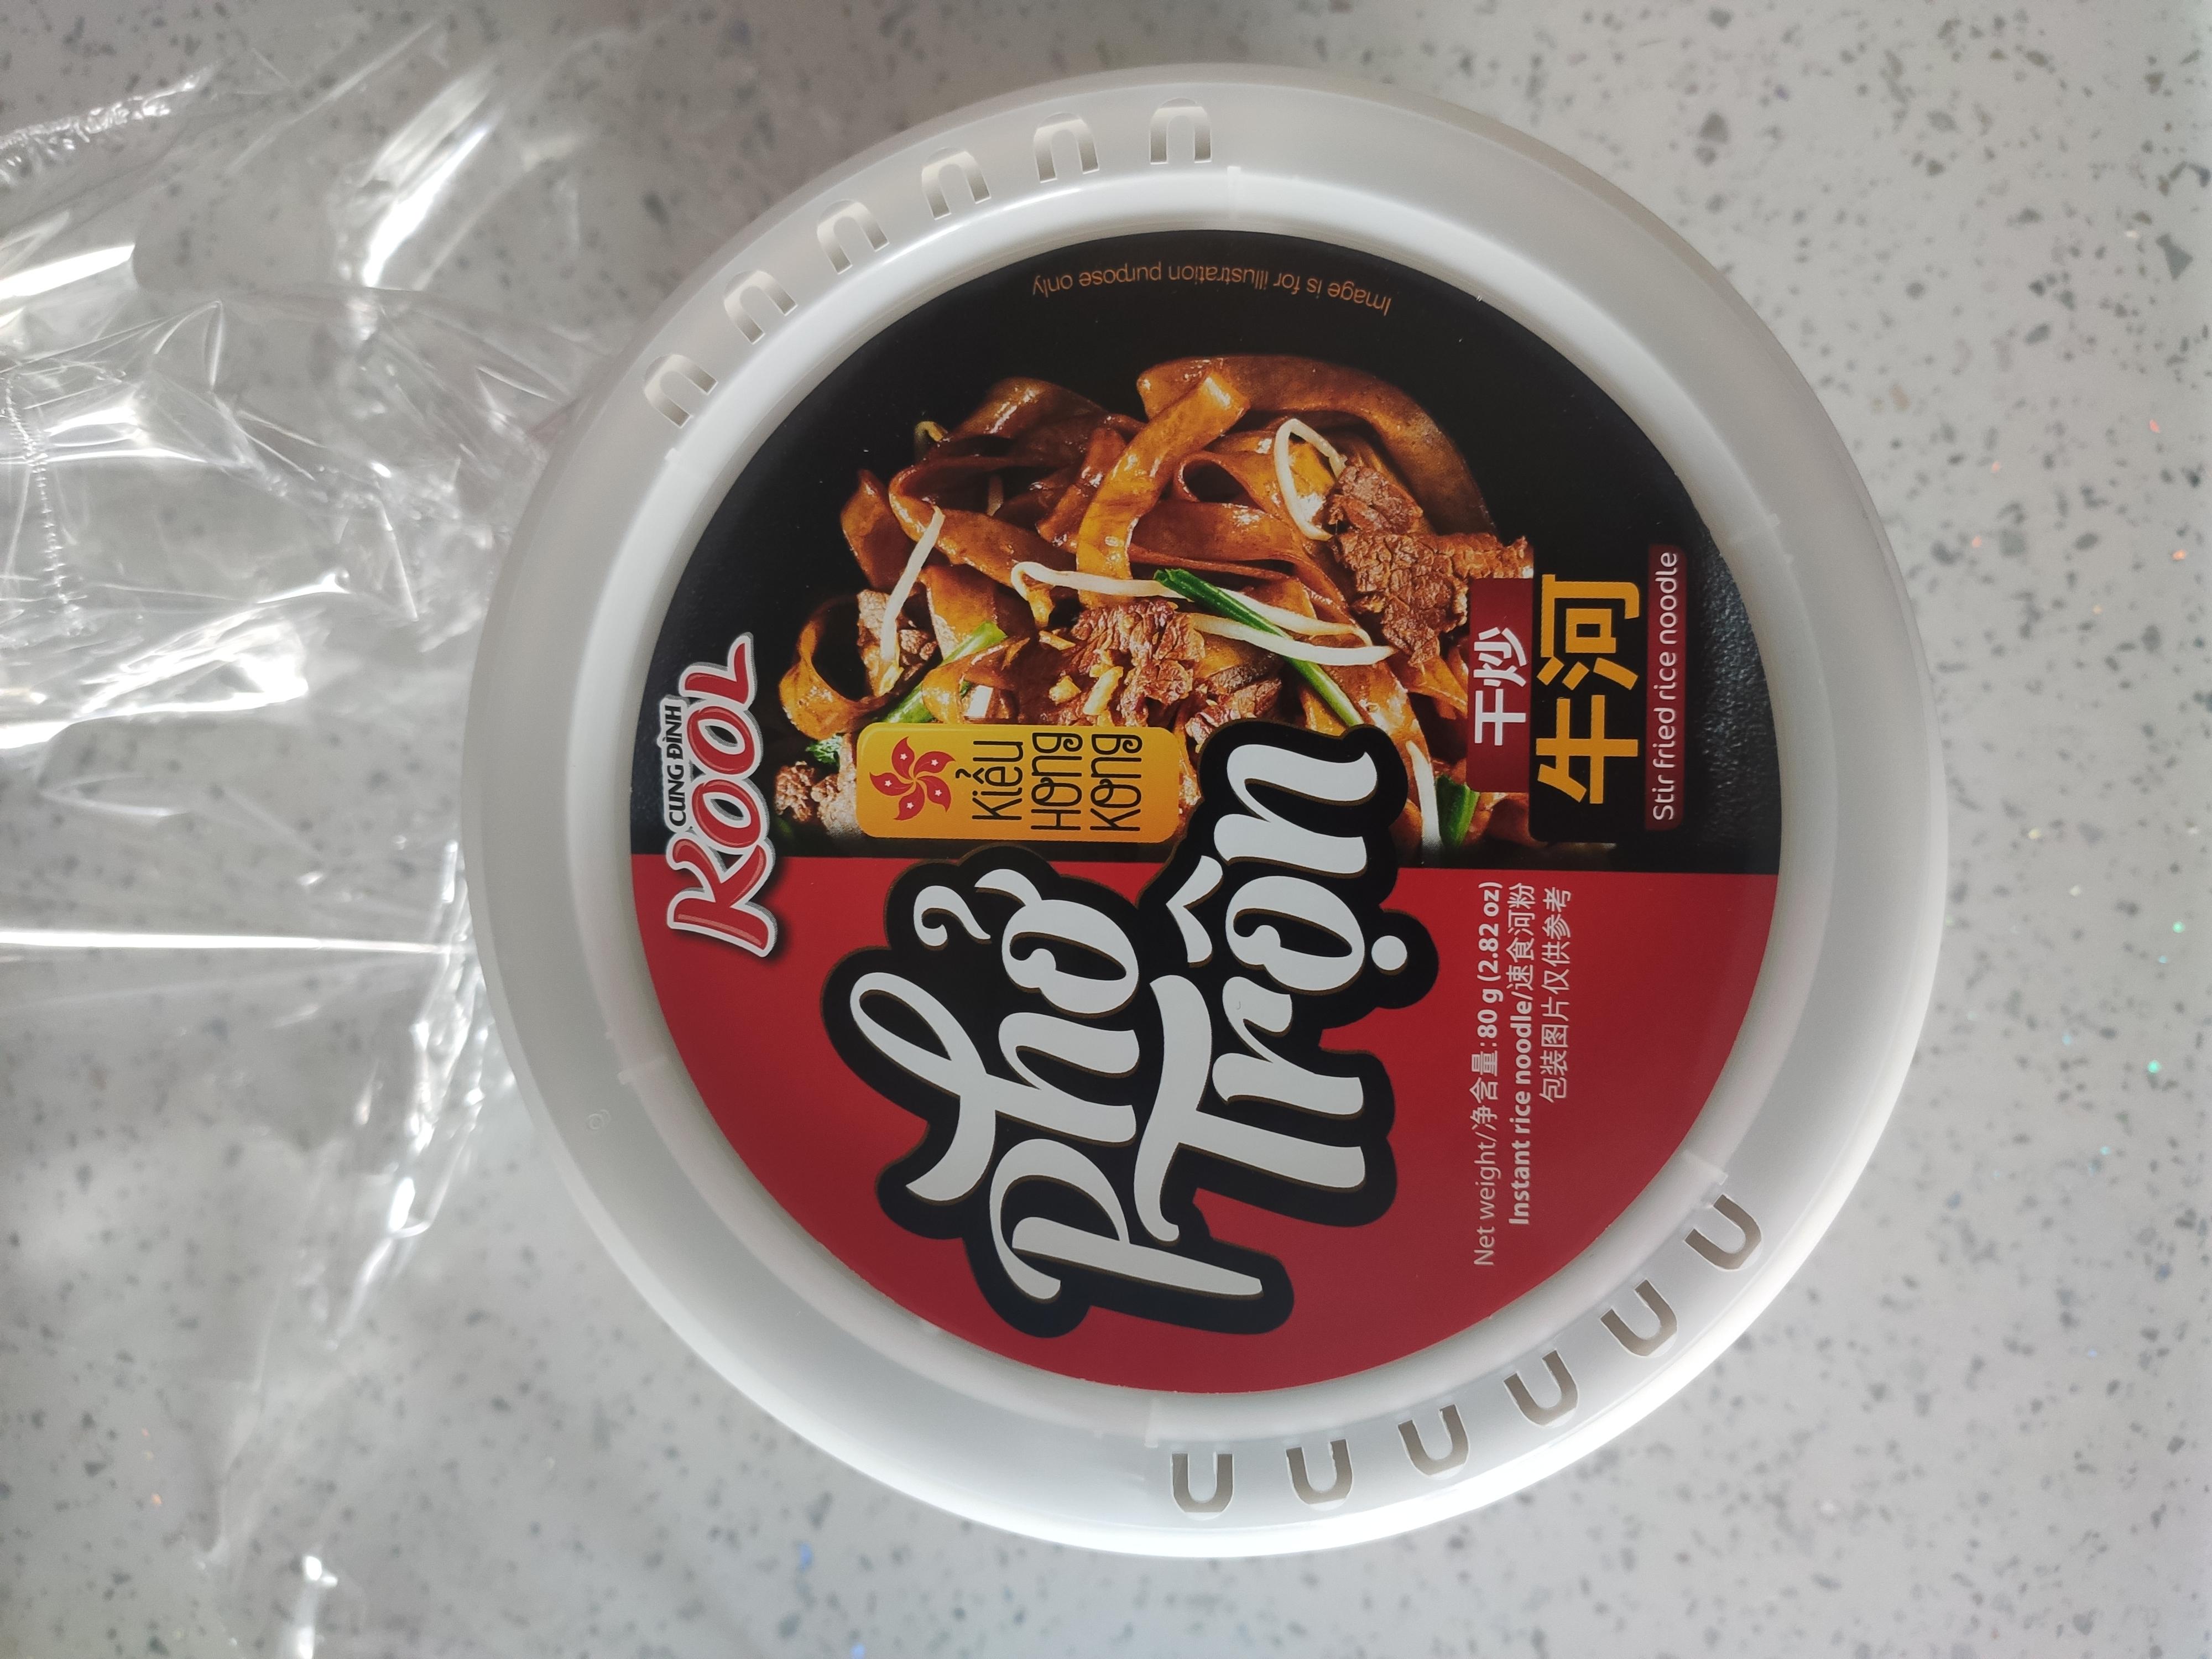 CUNG ĐÌNH
KOOL
Kiểu
HONG
KONG
Phở
Trộn
干炒
牛河
Stir fried rice noodle
Net weight/净含量:80 g (2.82 oz)
Instant rice noodle/速食河粉
包装图片仅供参考
Image is for illustration purpose only